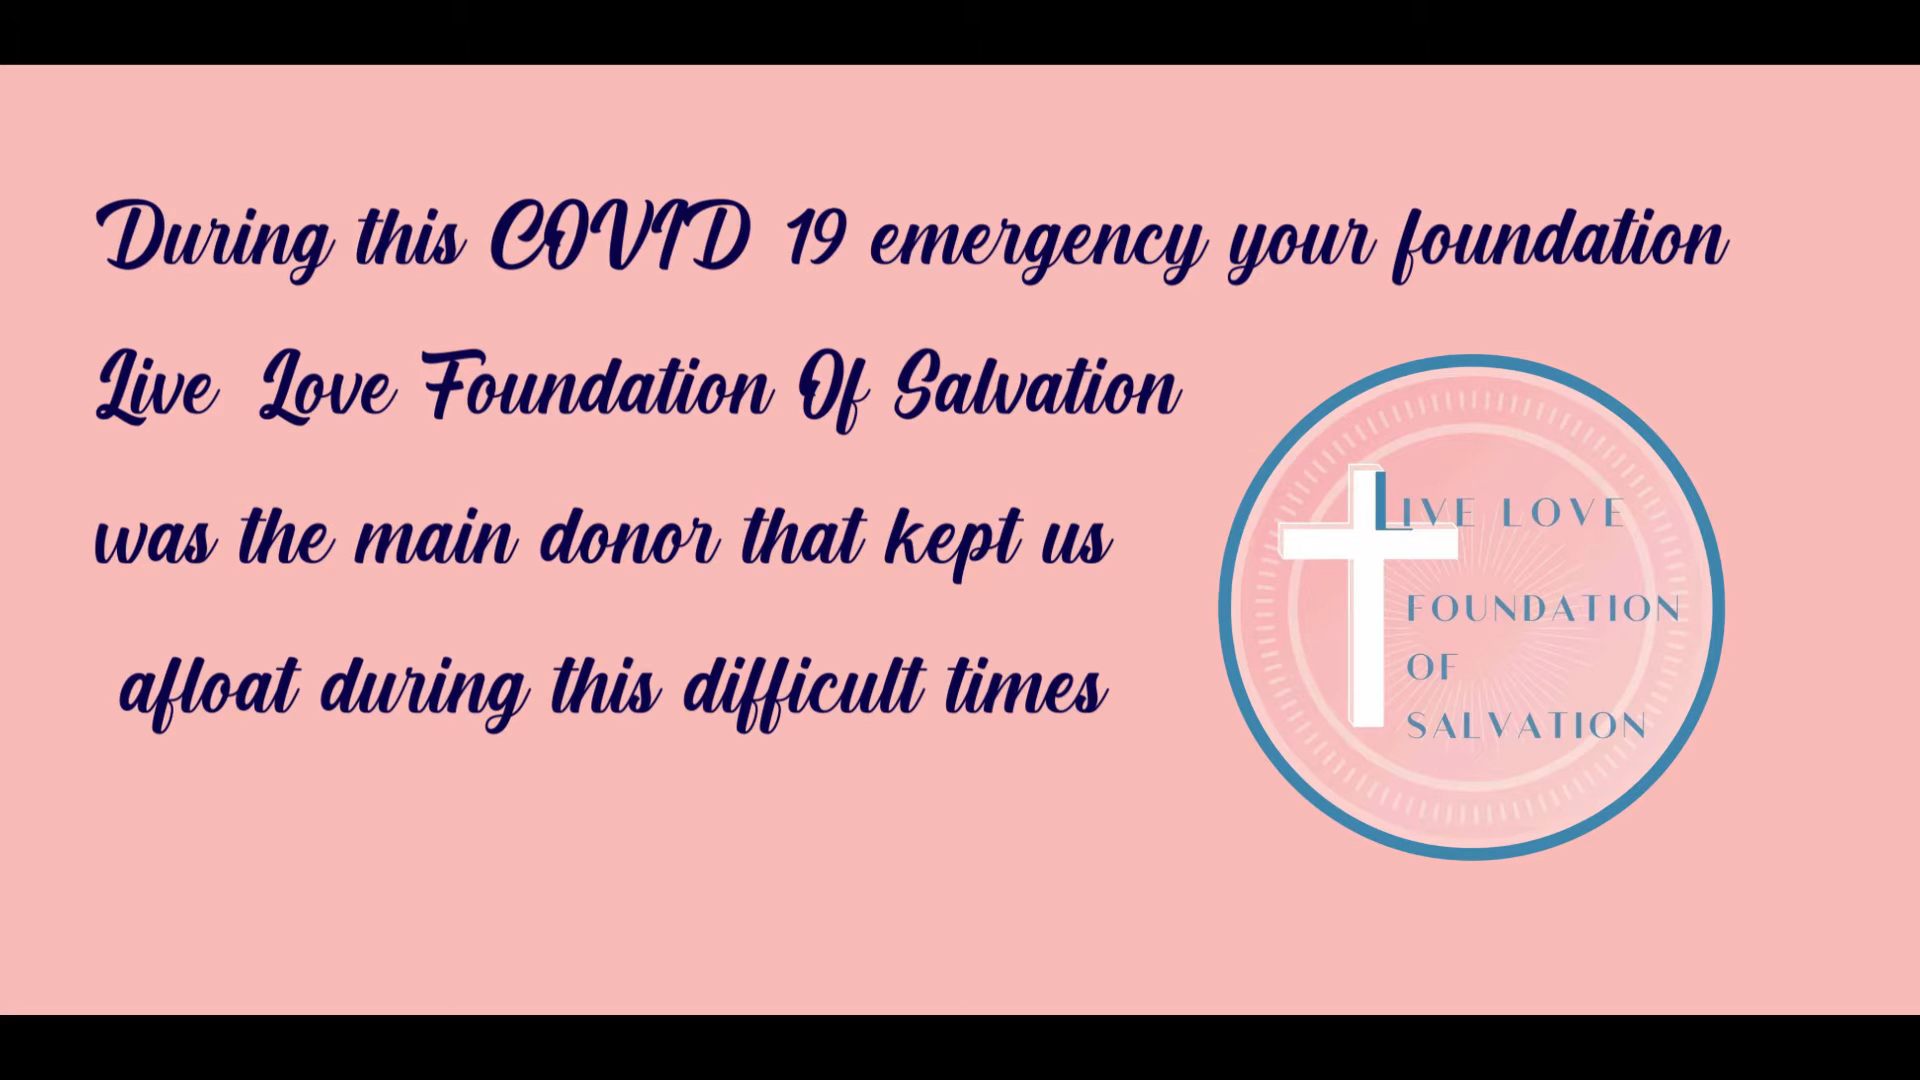 During this COVID 19 emergency your foundation
Live Love Foundation Of Salvation
was the main donor that kept us
afloat during this difficult times
LIVE LOVE
FOUNDATION
OF
SALVATION